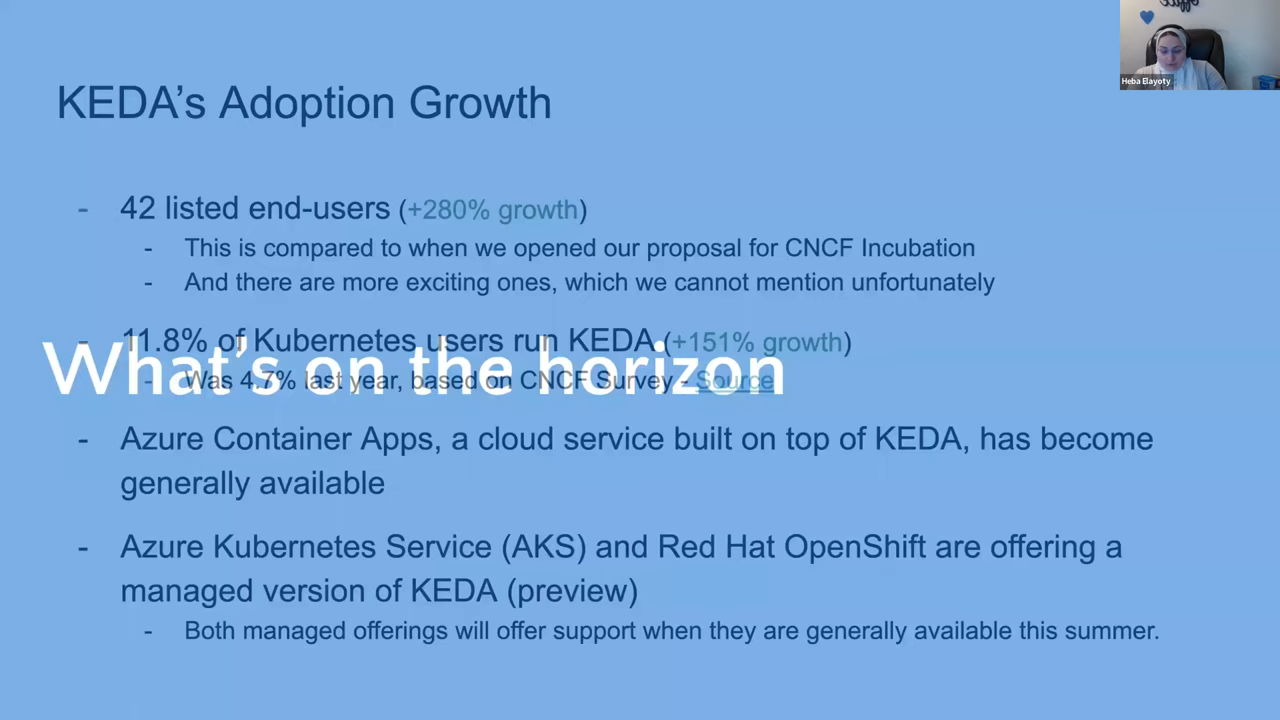 Heba Elayoty
KEDA's Adoption Growth
- 42 listed end-users (+280% growth)
- This is compared to when we opened our proposal for CNCF Incubation
- And there are more exciting ones, which we cannot mention unfortunately
- 11.8% of Kubernetes users run KEDA (+151% growth)
What's on the horizon
- Was 4.7% last year, based on CNCF Survey - Source
- Azure Container Apps, a cloud service built on top of KEDA, has become
generally available
- Azure Kubernetes Service (AKS) and Red Hat OpenShift are offering a
managed version of KEDA (preview)
- Both managed offerings will offer support when they are generally available this summer.